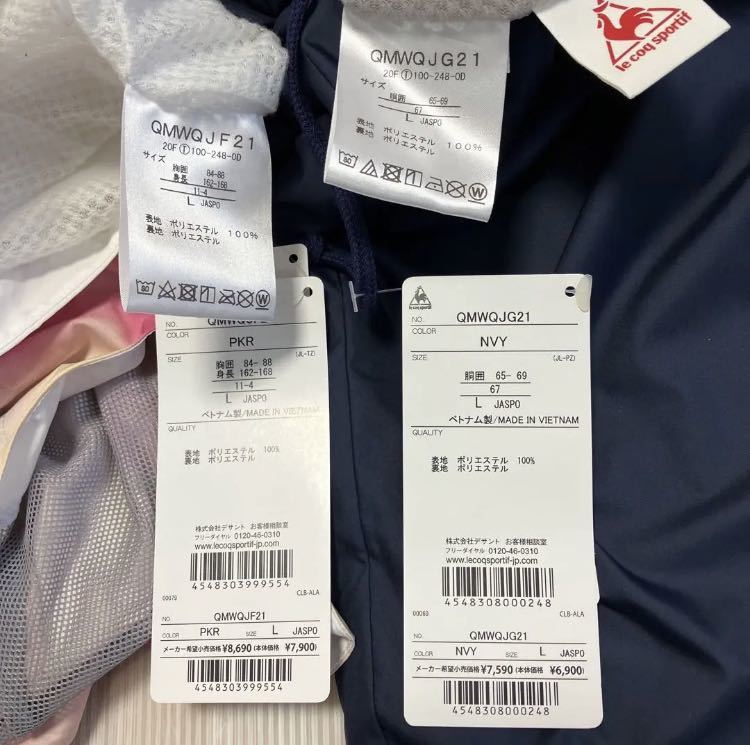 le coq sportif
QMWQJG21
20F Ⓣ100-248-0D
サイズ
胴囲 65-69
67
L JASPO
表地 ポリエステル
裏地 ポリエステル 100%
QMWQJF21
20F Ⓣ100-248-0D
サイズ
胸囲 84-88
身長 162-168
11-4
L JASPO
表地 ポリエステル
裏地 ポリエステル 100%
NO.
COLOR PKR
SIZE (JL-TZ)
胸囲 84-88
身長 162-168
11-4
L JASPO
ベトナム製/MADE IN VIETNAM
QUALITY
表地 ポリエステル 100%
裏地 ポリエステル
株式会社デサント お客様相談室
フリーダイヤル 0120-46-0310
www.lecoqsportif-jp.com
4548303999554
00079 CLB-ALA
QMWQJF21
COLOR PKR SIZE L JASPO
メーカー希望小売価格 ¥8,690 (本体価格 ¥7,900)
4548303999554
le coq sportif
NO. QMWQJG21
COLOR NVY
SIZE (JL-PZ)
胴囲 65-69
67
L JASPO
ベトナム製/MADE IN VIETNAM
QUALITY
表地 ポリエステル 100%
裏地 ポリエステル
株式会社デサント お客様相談室
フリーダイヤル 0120-46-0310
www.lecoqsportif-jp.com
4548308000248
CLB-ALA
QMWQJG21
COLOR NVY SIZE L JASPO
メーカー希望小売価格 ¥7,590 (本体価格 ¥6,900)
4548308000248